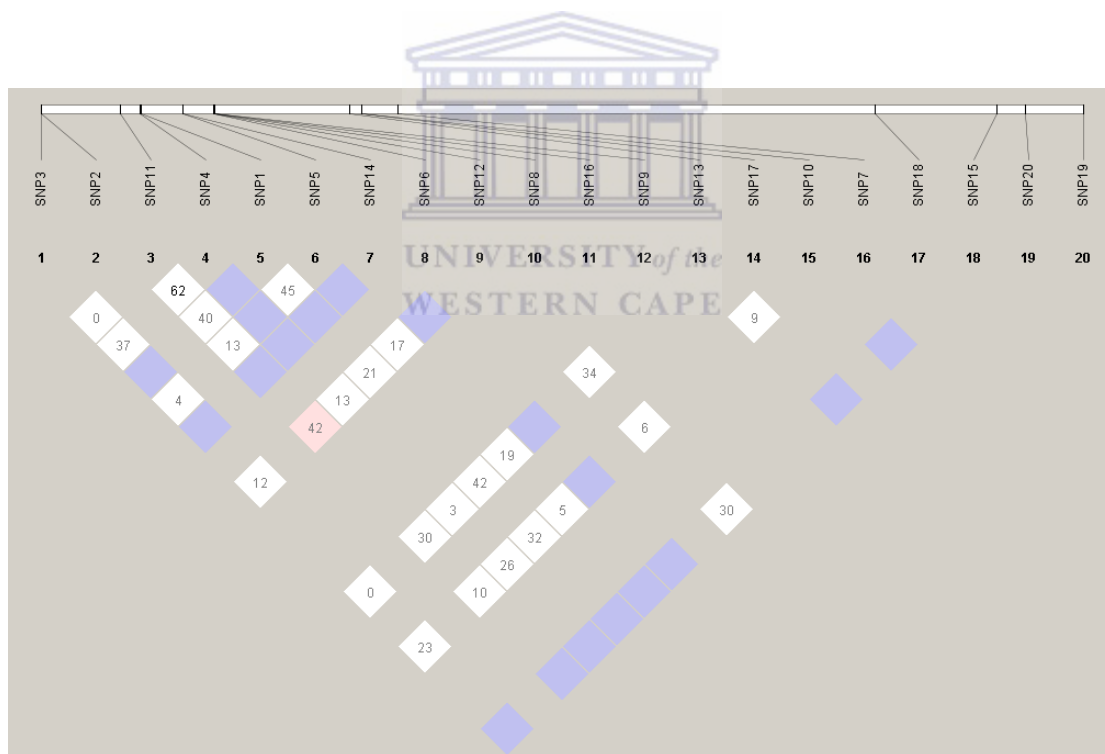 SNP3 SNP2 SNP11 SNP4 SNP1 SNP5 SNP14 SNP6 SNP12 SNP8 SNP16 SNP9 SNP13 SNP17 SNP10 SNP7 SNP18 SNP15 SNP20 SNP19
UNIVERSITY of the
WESTERN CAPE
1 2 3 4 5 6 7 8 9 10 11 12 13 14 15 16 17 18 19 20
62 45
0 40 9
37 13 17
21 34
4 13
42 6
19
12 42
3 5 30
30 32
26
0 10
23